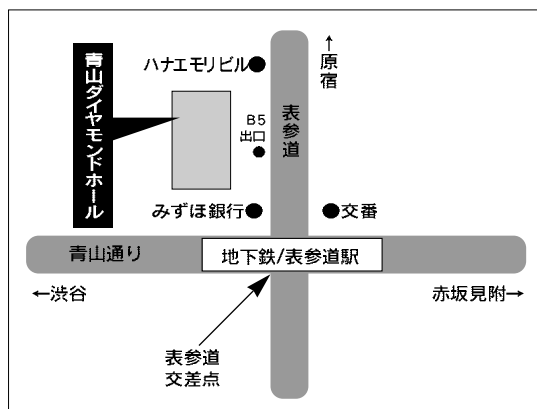 青山ダイヤモンドホール
ハナエモリビル
↑原宿
B5
出口
表参道
みずほ銀行
交番
青山通り
地下鉄/表参道駅
←渋谷
赤坂見附→
表参道
交差点